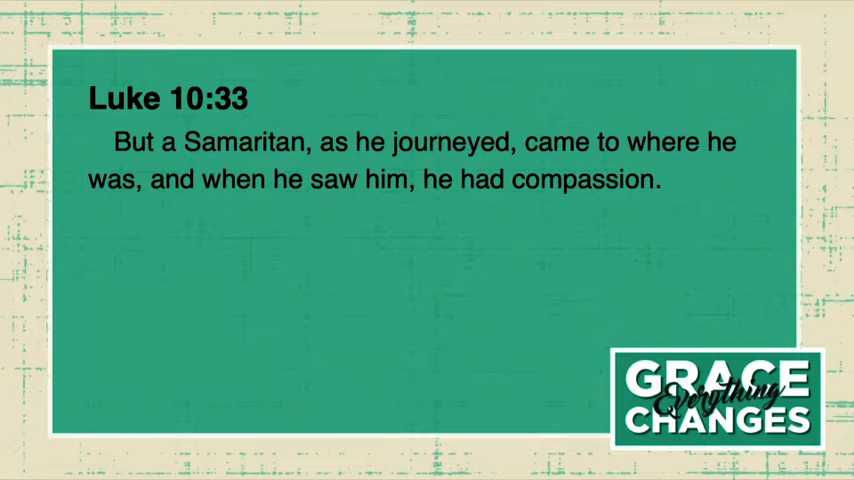 Luke 10:33
But a Samaritan, as he journeyed, came to where he
was, and when he saw him, he had compassion.
GRACE
Everything
CHANGES